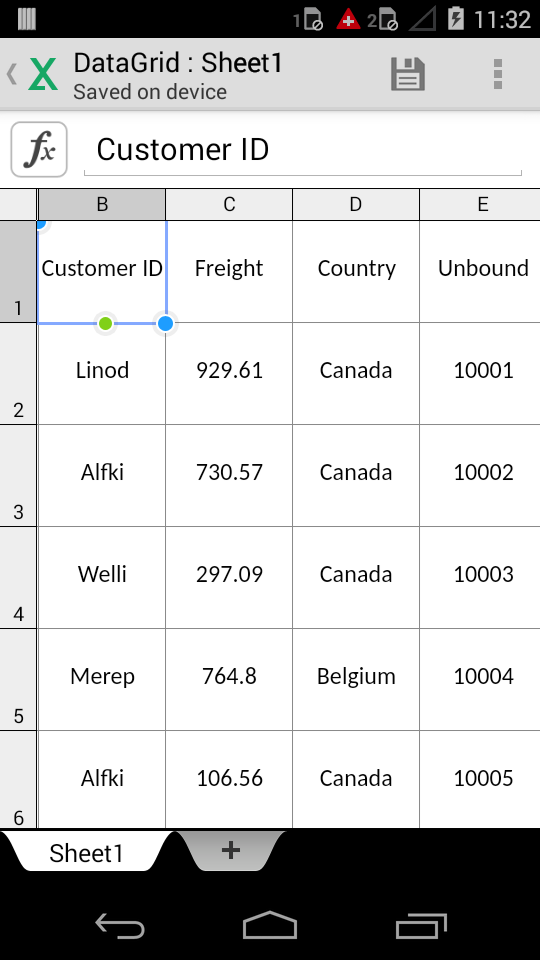 1 2 11:32
DataGrid : Sheet1
Saved on device
fx Customer ID
B C D E
1 Customer ID Freight Country Unbound
2 Linod 929.61 Canada 10001
3 Alfki 730.57 Canada 10002
4 Welli 297.09 Canada 10003
5 Merep 764.8 Belgium 10004
6 Alfki 106.56 Canada 10005
Sheet1 +